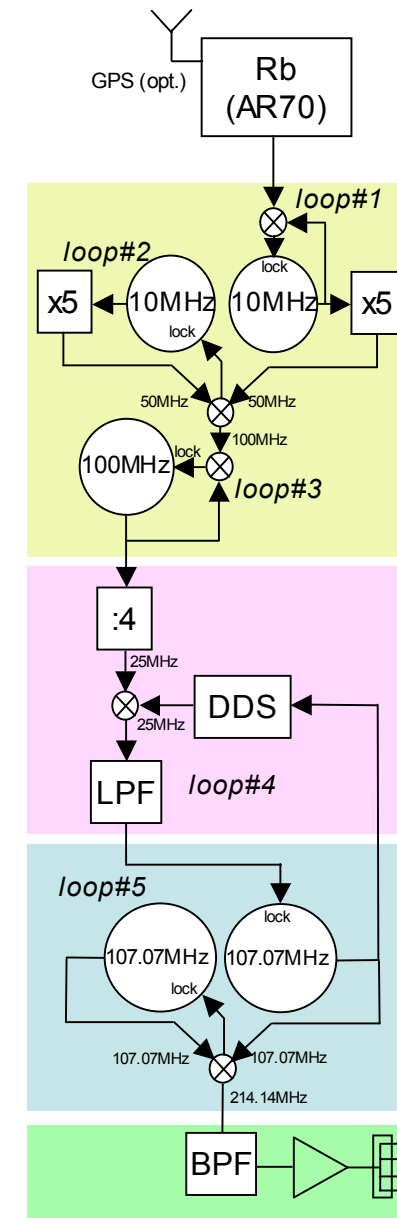 Rb
(AR70)
GPS (opt.)
loop#1
loop#2
lock
x5
10MHz
10MHz
x5
lock
50MHz
50MHz
100MHz
100MHz
lock
loop#3
:4
25MHz
25MHz
DDS
LPF
loop#4
loop#5
lock
107.07MHz
107.07MHz
lock
107.07MHz
107.07MHz
214.14MHz
BPF